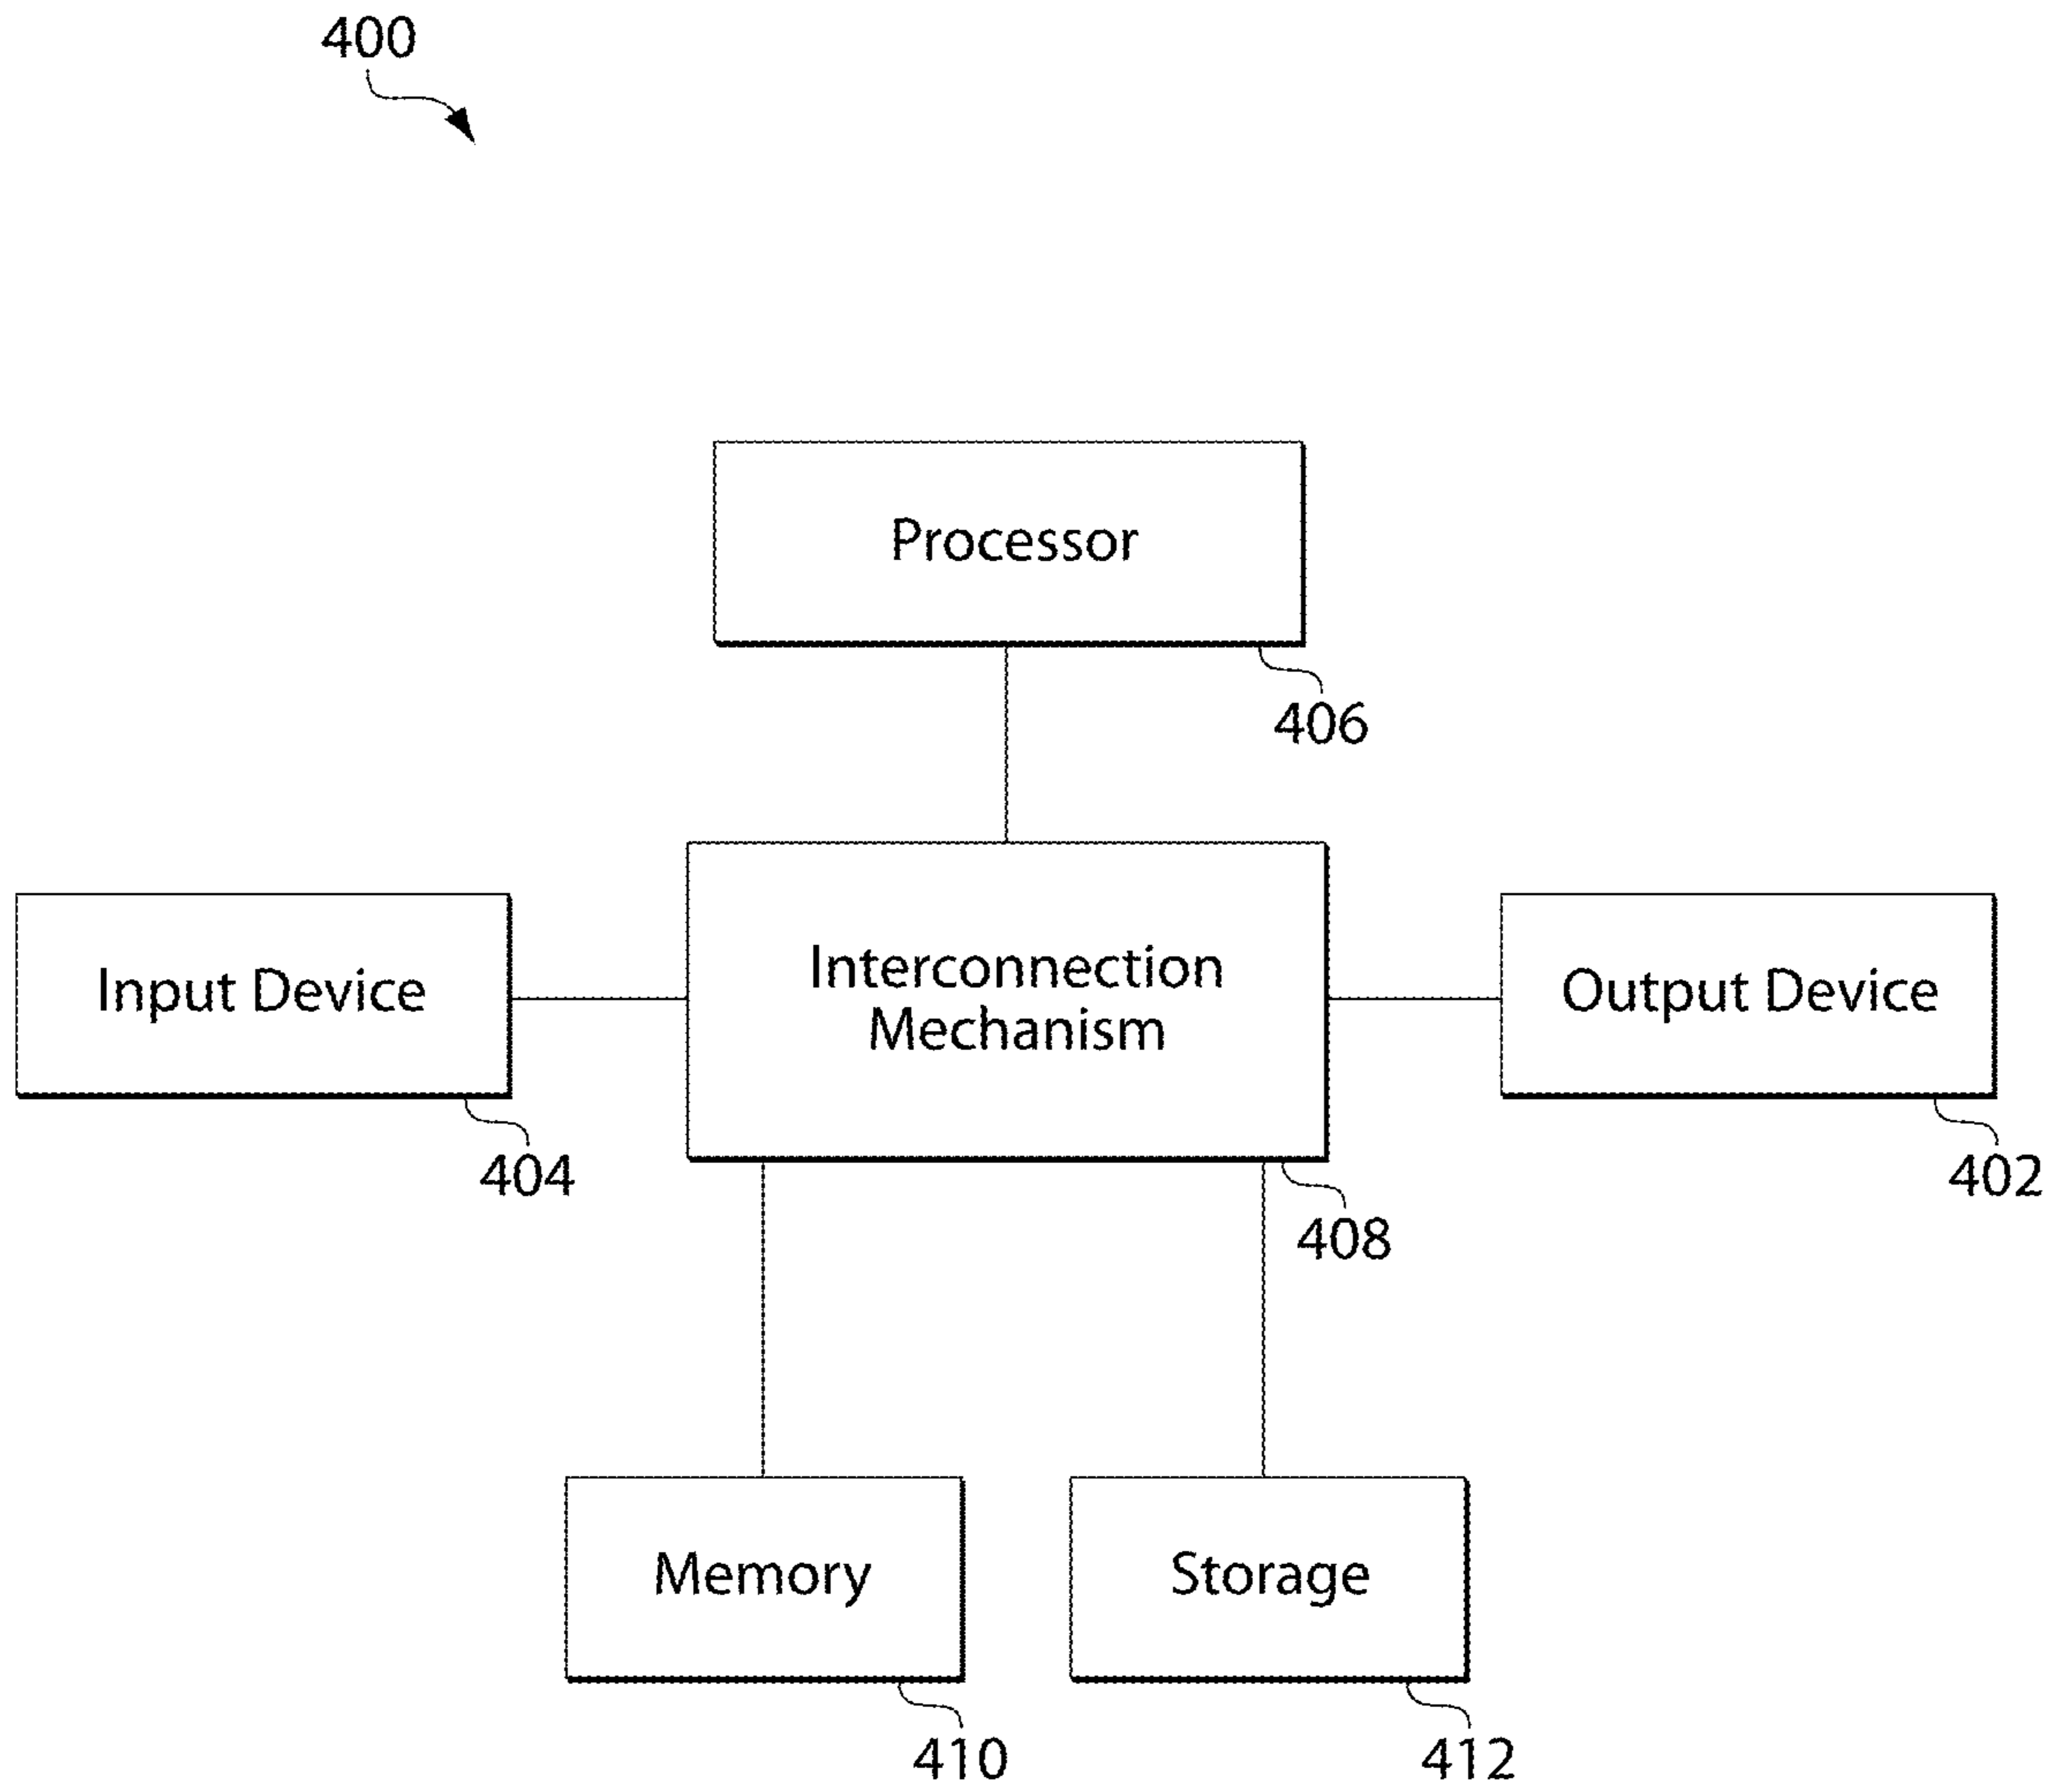 400
Processor
406
Input Device
Interconnection
Mechanism
Output Device
404
408
402
Memory
Storage
410
412